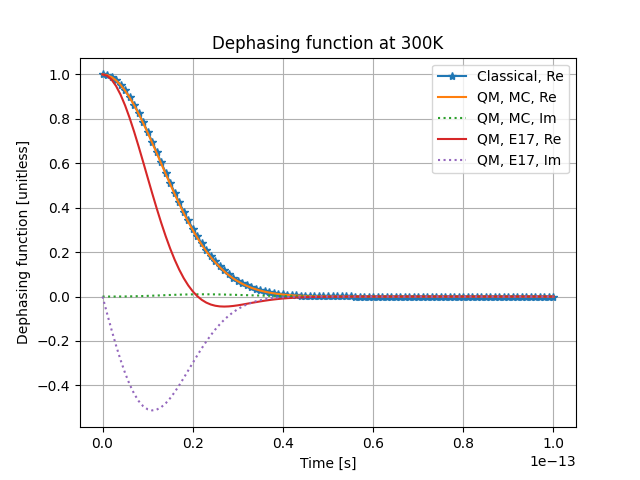 Dephasing function at 300K
Dephasing function [unitless]
1.0
0.8
0.6
0.4
0.2
0.0
−0.2
−0.4
Classical, Re
QM, MC, Re
QM, MC, Im
QM, E17, Re
QM, E17, Im
0.0 0.2 0.4 0.6 0.8 1.0
Time [s]
1e−13